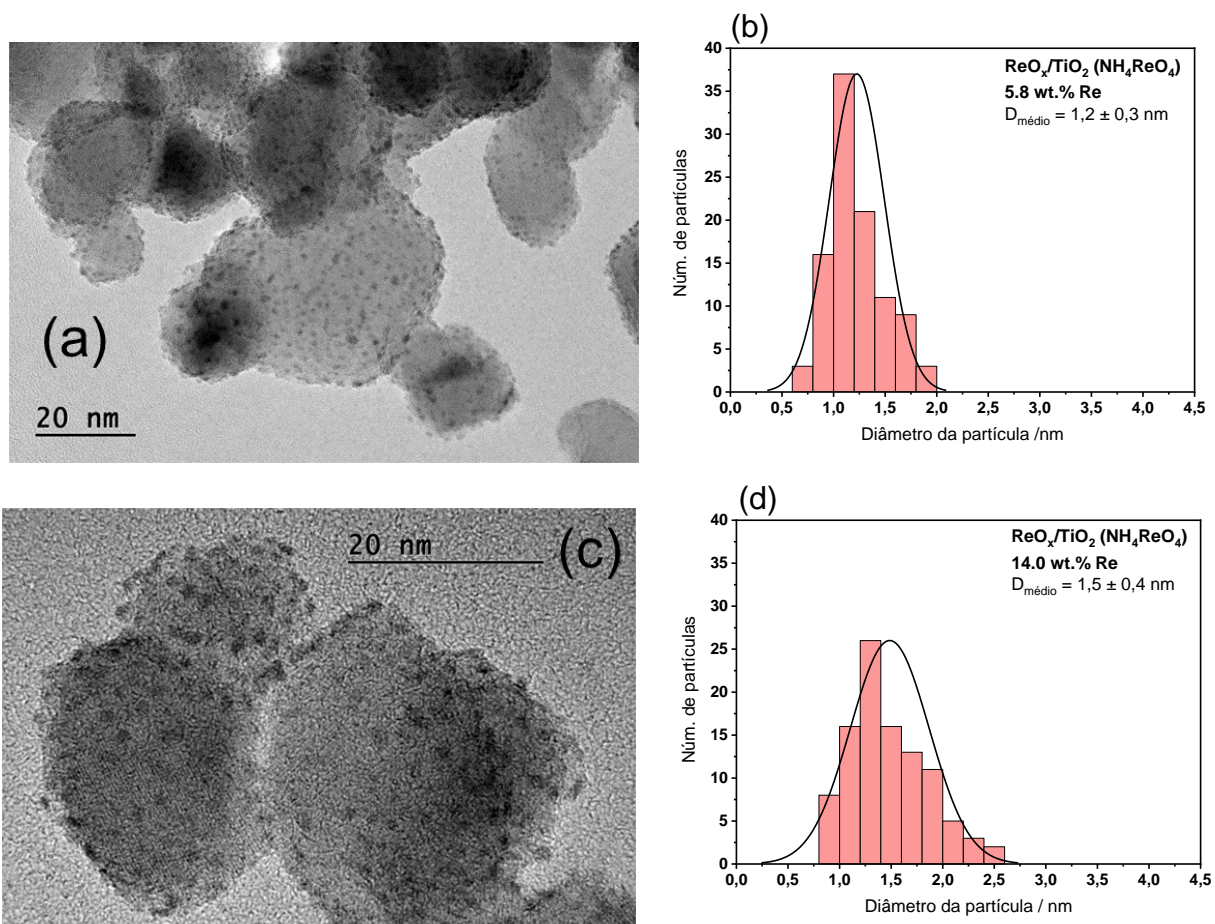 (a)
20 nm
(b)
ReOₓ/TiO₂ (NH₄ReO₄)
5.8 wt.% Re
Dₘédio = 1,2 ± 0,3 nm
Núm. de partículas
40
35
30
25
20
15
10
5
0
0,0 0,5 1,0 1,5 2,0 2,5 3,0 3,5 4,0 4,5
Diâmetro da partícula /nm
20 nm
(c)
(d)
ReOₓ/TiO₂ (NH₄ReO₄)
14.0 wt.% Re
Dₘédio = 1,5 ± 0,4 nm
Núm. de partículas
40
35
30
25
20
15
10
5
0
0,0 0,5 1,0 1,5 2,0 2,5 3,0 3,5 4,0 4,5
Diâmetro da partícula / nm